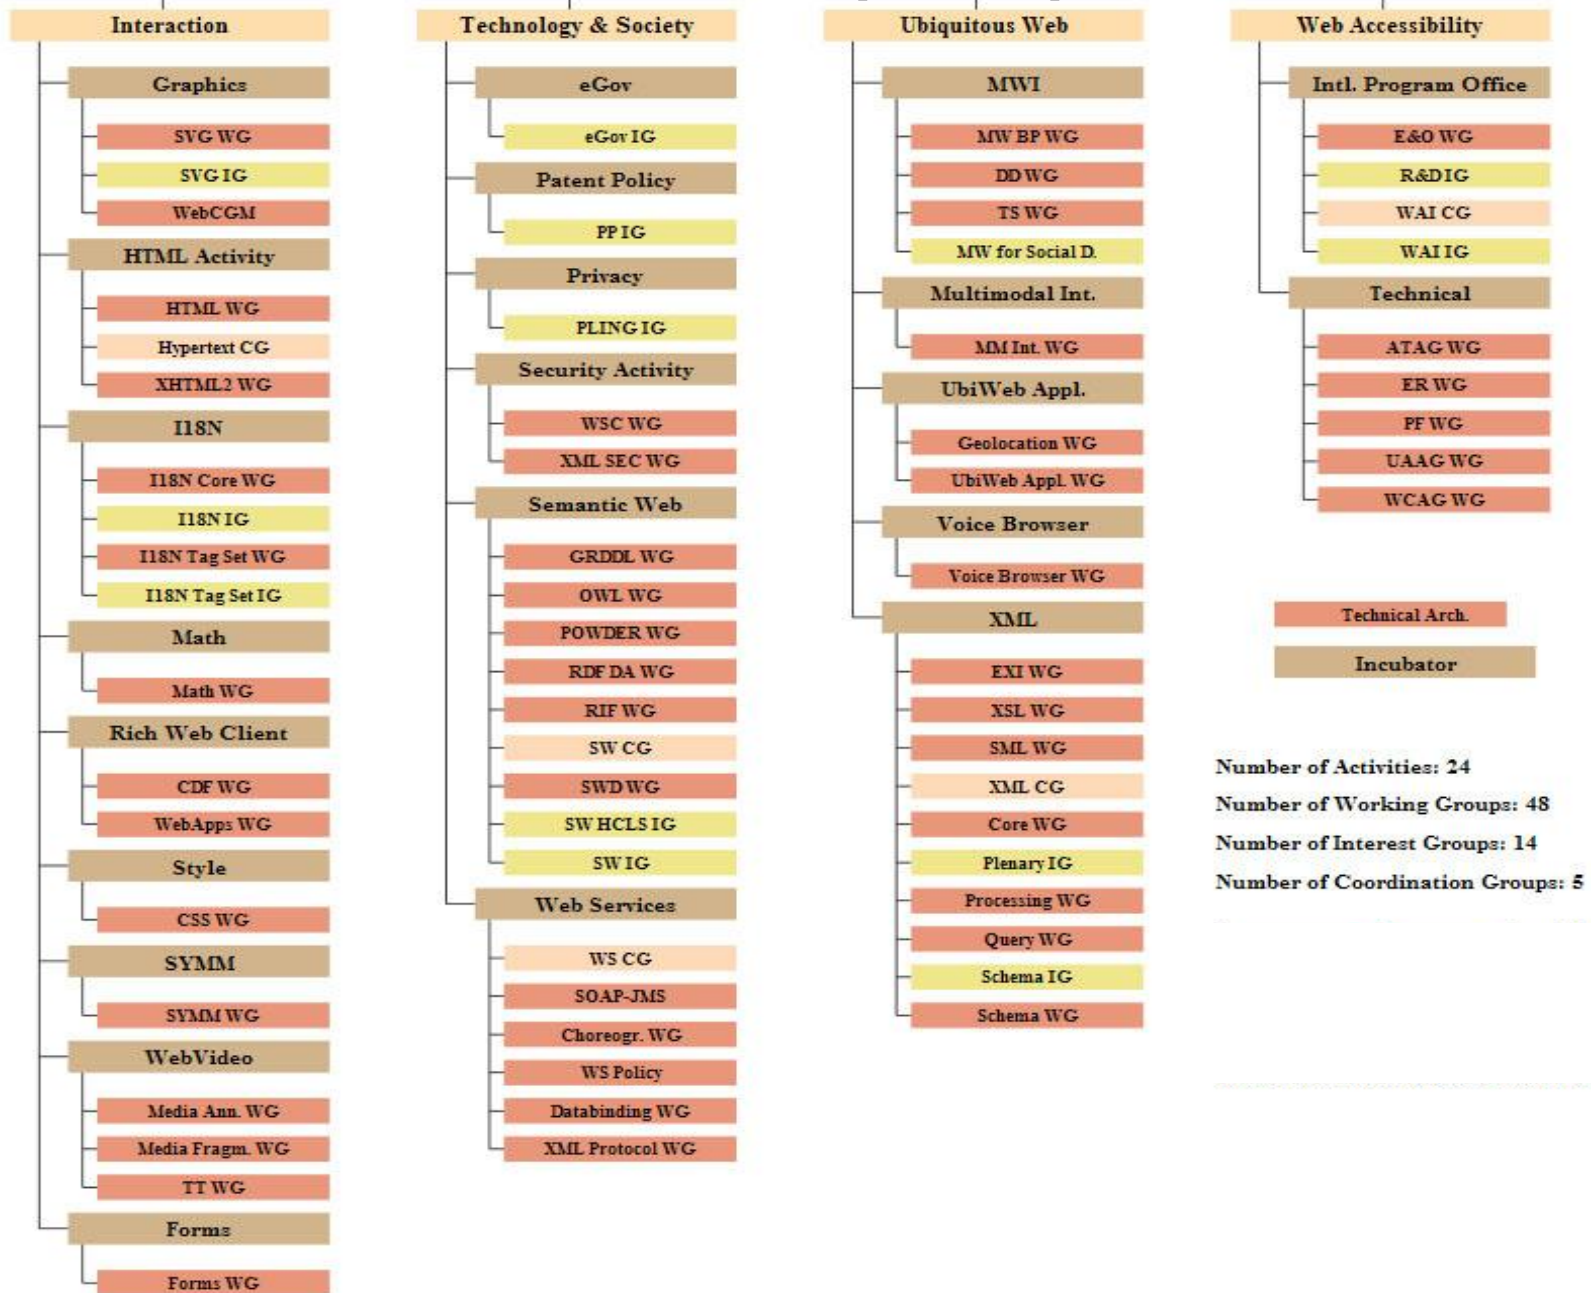 Interaction
Graphics
SVG WG
SVG IG
WebCGM
HTML Activity
HTML WG
Hypertext CG
XHTML2 WG
I18N
I18N Core WG
I18N IG
I18N Tag Set WG
I18N Tag Set IG
Math
Math WG
Rich Web Client
CDF WG
WebApps WG
Style
CSS WG
SYMM
SYMM WG
WebVideo
Media Ann. WG
Media Fragm. WG
TT WG
Forms
Forms WG
Technology & Society
eGov
eGov IG
Patent Policy
PP IG
Privacy
PLING IG
Security Activity
WSC WG
XML SEC WG
Semantic Web
GRDDL WG
OWL WG
POWDER WG
RDF DA WG
RIF WG
SW CG
SWD WG
SW HCLS IG
SW IG
Web Services
WS CG
SOAP-JMS
Choreogr. WG
WS Policy
Databinding WG
XML Protocol WG
Ubiquitous Web
MWI
MW BP WG
DD WG
TS WG
MW for Social D.
Multimodal Int.
MM Int. WG
UbiWeb Appl.
Geolocation WG
UbiWeb Appl. WG
Voice Browser
Voice Browser WG
XML
EXI WG
XSL WG
SML WG
XML CG
Core WG
Plenary IG
Processing WG
Query WG
Schema IG
Schema WG
Web Accessibility
Intl. Program Office
E&O WG
R&D IG
WAI CG
WAI IG
Technical
ATAG WG
ER WG
PF WG
UAAG WG
WCAG WG
Technical Arch.
Incubator
Number of Activities: 24
Number of Working Groups: 48
Number of Interest Groups: 14
Number of Coordination Groups: 5